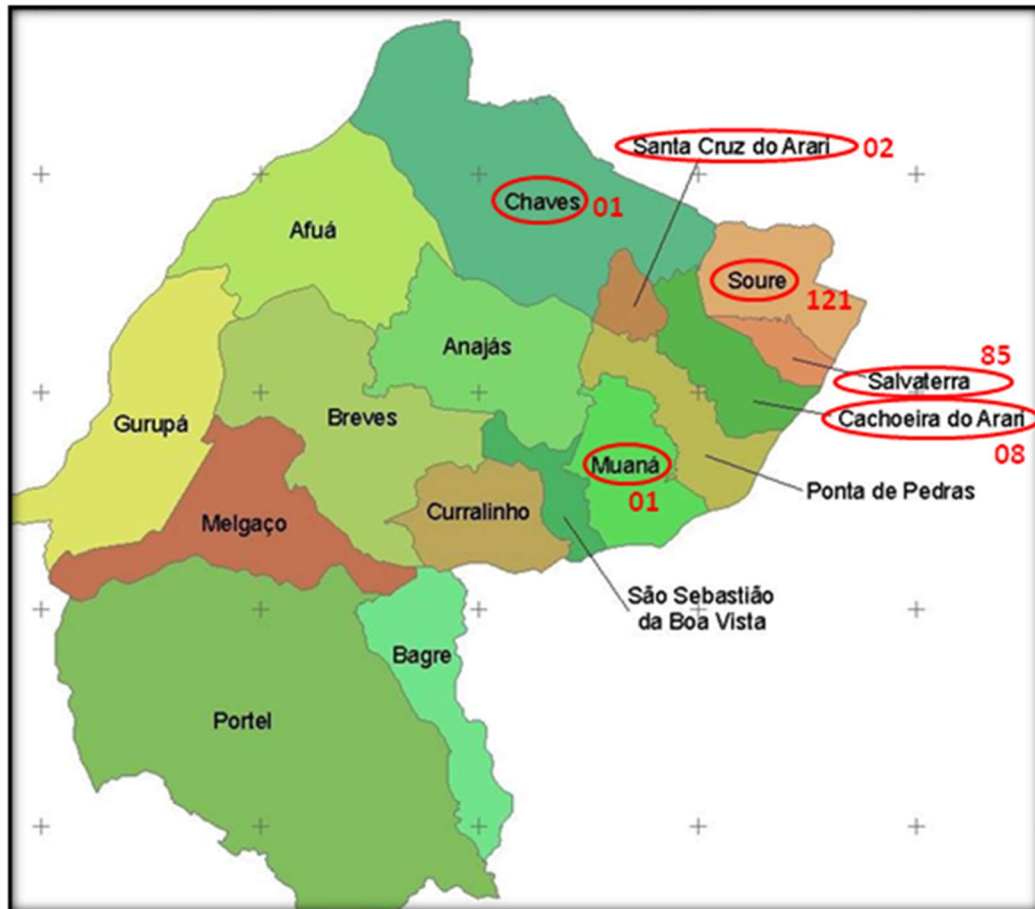 Santa Cruz do Arari 02
Chaves 01
Afuá
Soure
121
Anajás
85
Salvaterra
Gurupá
Breves
Cachoeira do Arari
08
Muaná
01
Ponta de Pedras
Curralinho
Melgaço
São Sebastião
da Boa Vista
Bagre
Portel